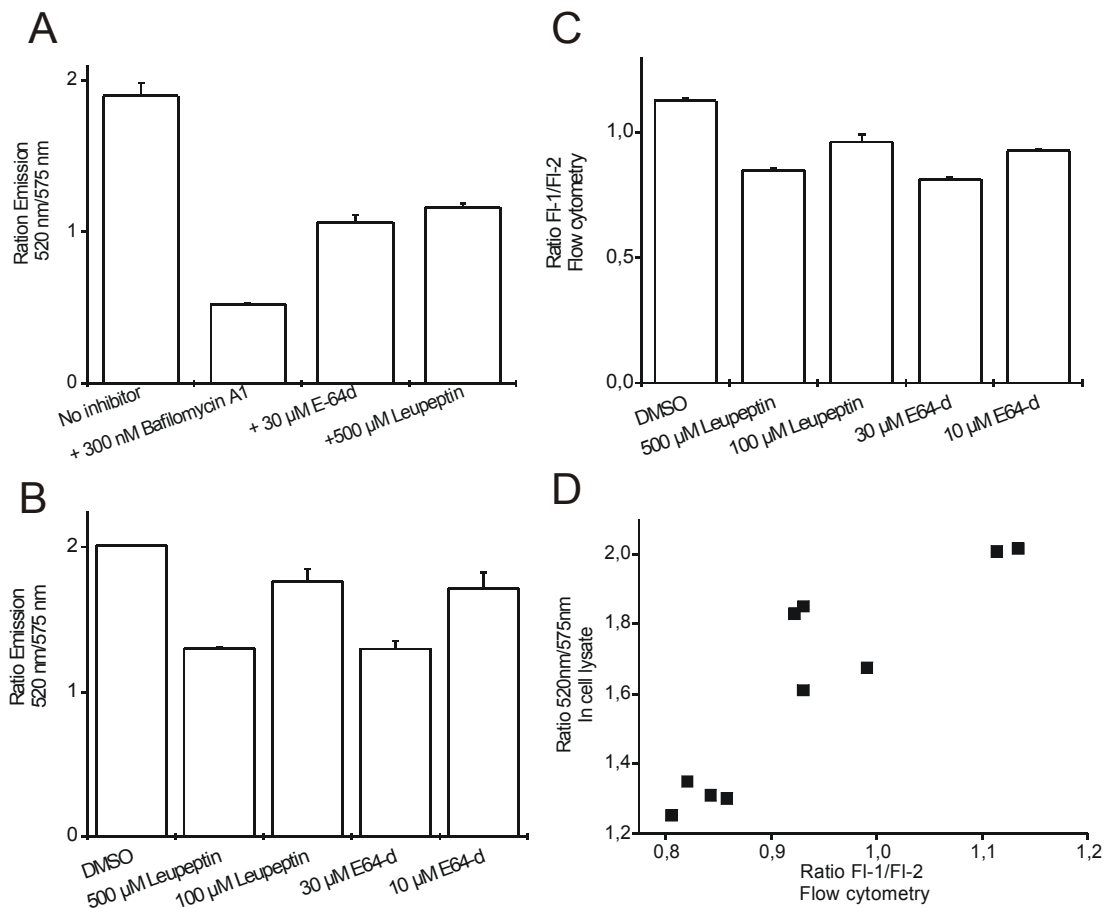 A
Ration Emission
520 nm/575 nm
2
1
0
No inhibitor
+ 300 nM Bafilomycin A1
+ 30 µM E-64d
+500 µM Leupeptin
C
Ratio Fl-1/Fl-2
Flow cytometry
1,0
0,5
0,0
DMSO
500 µM Leupeptin
100 µM Leupeptin
30 µM E64-d
10 µM E64-d
B
Ratio Emission
520 nm/575 nm
2
1
0
DMSO
500 µM Leupeptin
100 µM Leupeptin
30 µM E64-d
10 µM E64-d
D
Ratio 520nm/575nm
In cell lysate
2,0
1,8
1,6
1,4
1,2
0,8
0,9
1,0
1,1
1,2
Ratio Fl-1/Fl-2
Flow cytometry